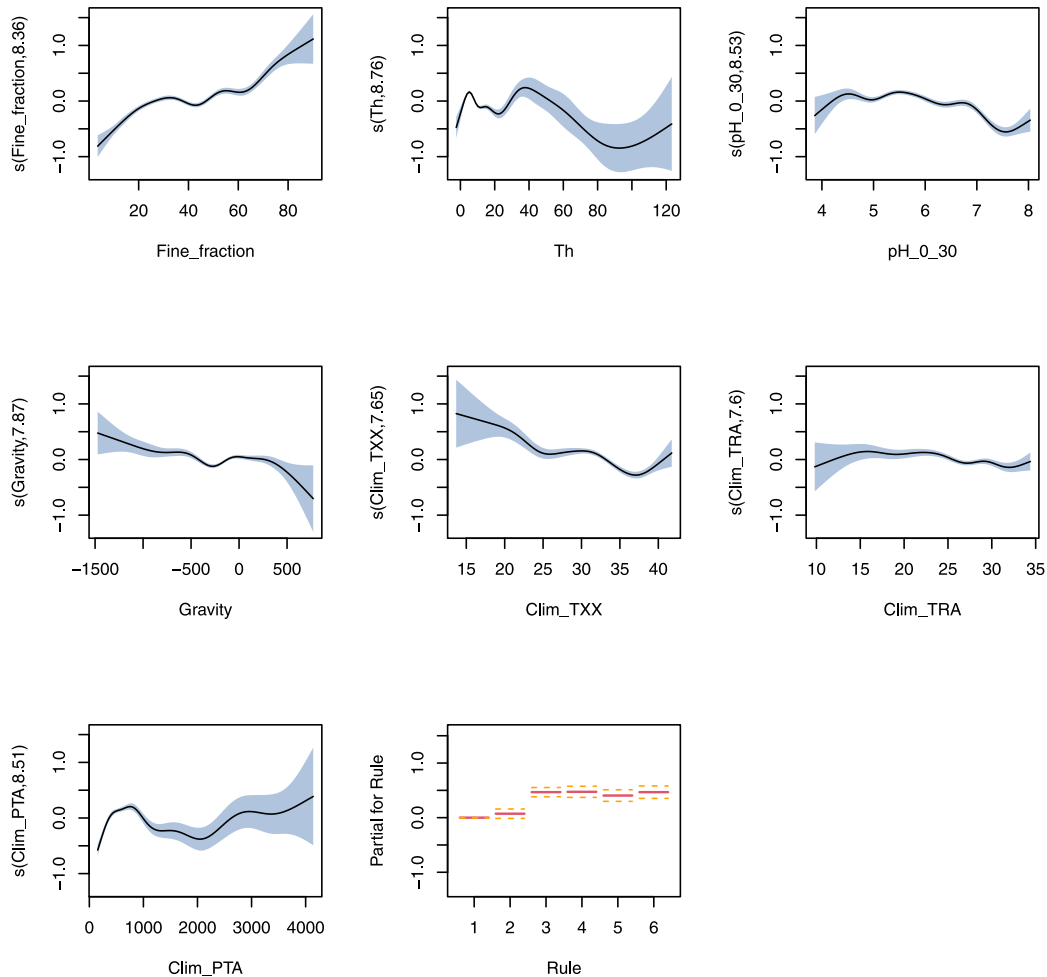 s(Fine_fraction,8.36)
1.0
0.0
−1.0
20 40 60 80
Fine_fraction
s(Th,8.76)
1.0
0.0
−1.0
0 20 40 60 80 120
Th
s(pH_0_30,8.53)
1.0
0.0
−1.0
4 5 6 7 8
pH_0_30
s(Gravity,7.87)
1.0
0.0
−1.0
−1500 −500 0 500
Gravity
s(Clim_TXX,7.65)
1.0
0.0
−1.0
15 20 25 30 35 40
Clim_TXX
s(Clim_TRA,7.6)
1.0
0.0
−1.0
10 15 20 25 30 35
Clim_TRA
s(Clim_PTA,8.51)
1.0
0.0
−1.0
0 1000 2000 3000 4000
Clim_PTA
Partial for Rule
1.0
0.0
−1.0
1 2 3 4 5 6
Rule